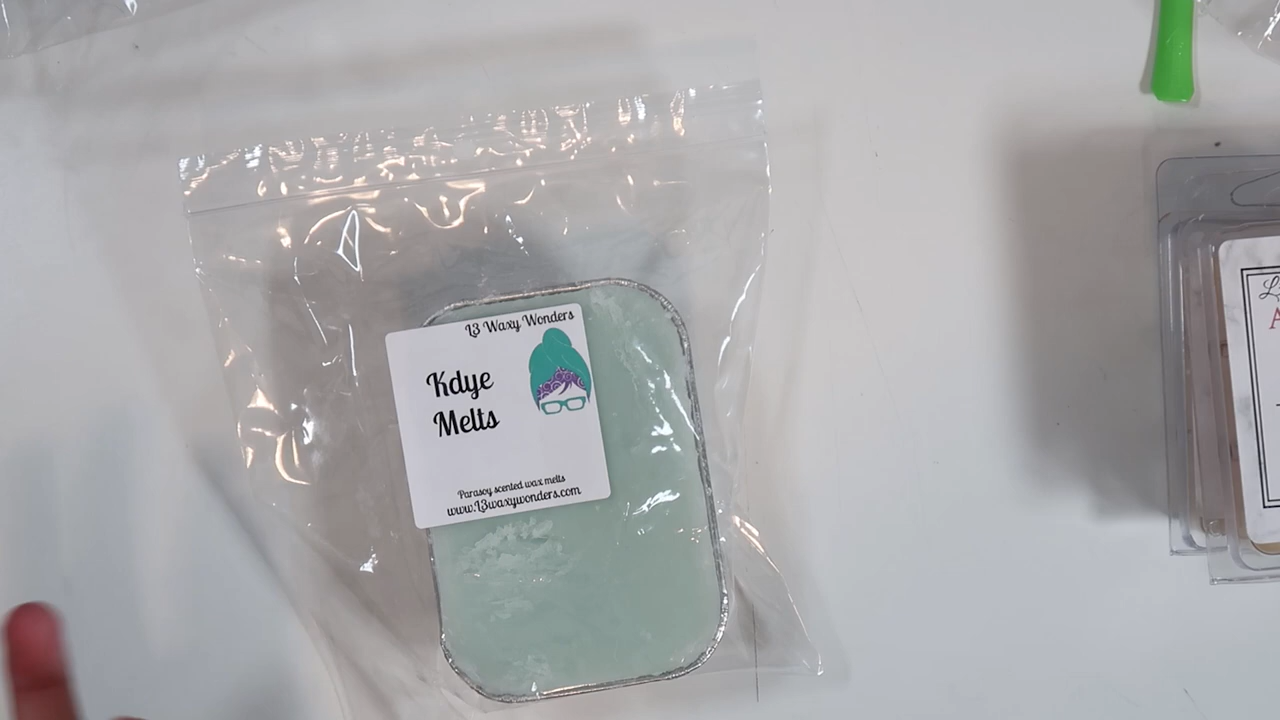 L3 Waxy Wonders
Kdye
Melts
Parasoy scented wax melts
www.L3waxywonders.com